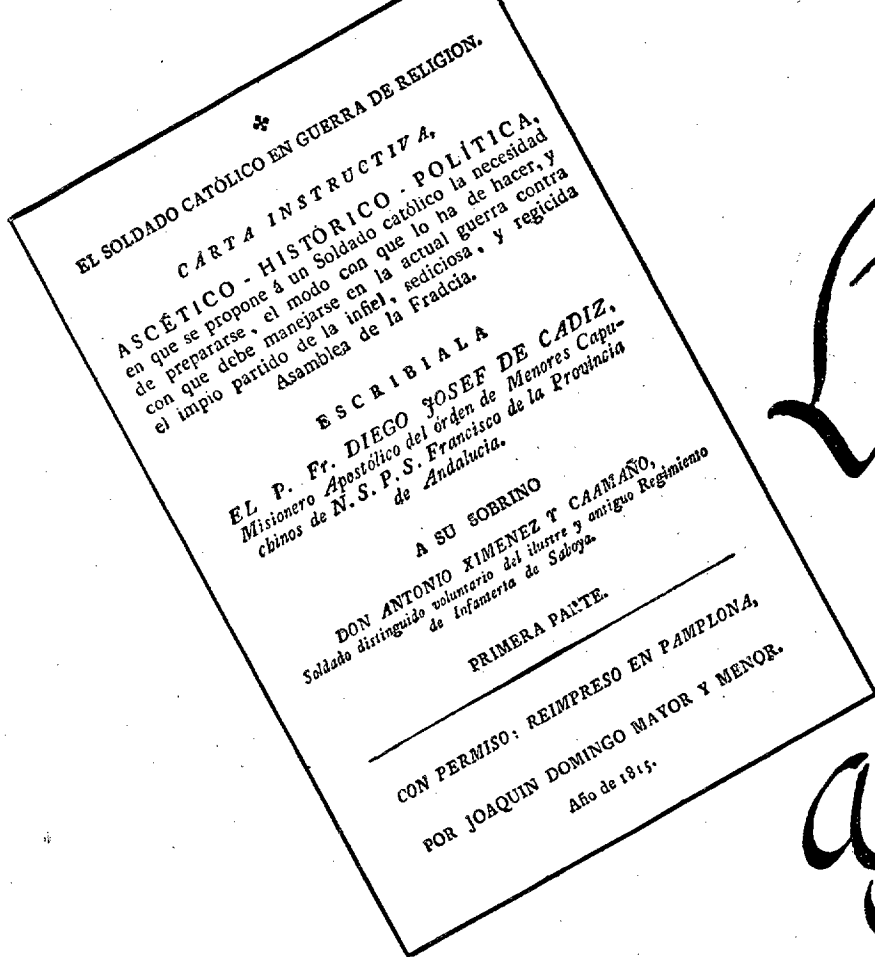 EL SOLDADO CATÓLICO EN GUERRA DE RELIGION.
CARTA INSTRUCTIVA,
ASCÉTICO - HISTÓRICO - POLÍTICA,
en que se propone á un Soldado católico la necesidad
de prepararse, el modo con que lo ha de hacer, y
con que debe manejarse en la actual guerra contra
el impio partido de la infiel, sediciosa, y regicida
Asamblea de la Fradcia.
ESCRIBIALA
EL P. Fr. DIEGO JOSEF DE CADIZ,
Misionero Apostólico del órden de Menores Capu-
chinos de N. S. P. S. Francisco de la Provincia
de Andalucia.
A SU SOBRINO
DON ANTONIO XIMENEZ Y CAAMAÑO,
Soldado distinguido voluntario del ilustre y antiguo Regimiento
de Infanteria de Saboya.
PRIMERA PARTE.
CON PERMISO: REIMPRESO EN PAMPLONA,
POR JOAQUIN DOMINGO MAYOR Y MENOR.
Año de 1815.